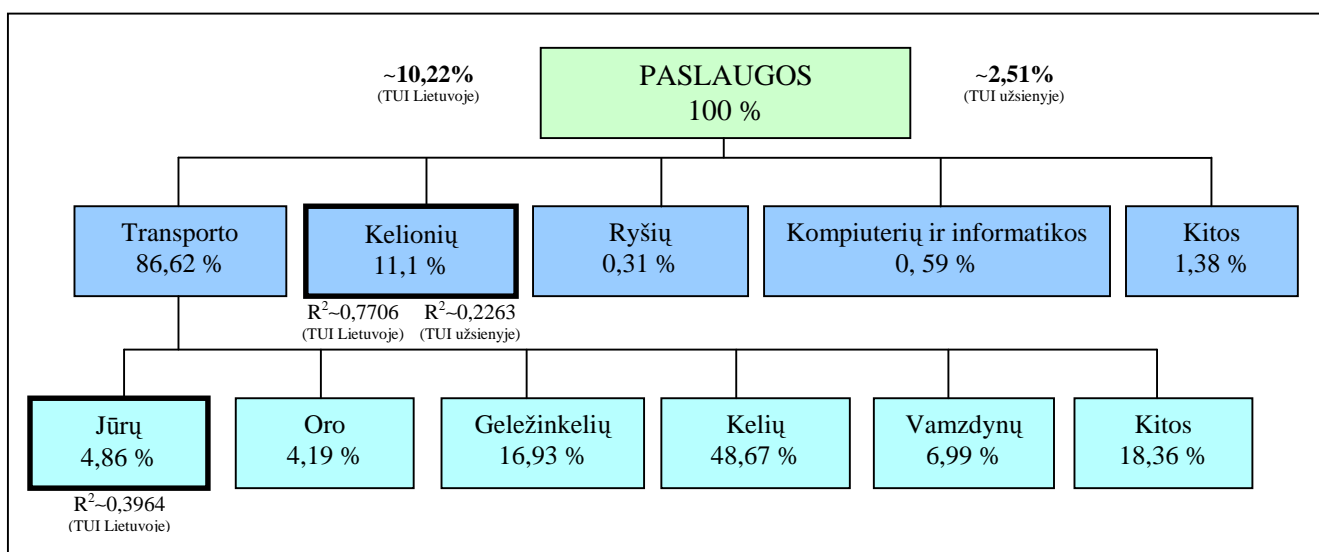 ~10,22%
(TUI Lietuvoje)
PASLAUGOS
100 %
~2,51%
(TUI užsienyje)
Transporto
86,62 %
Kelionių
11,1 %
Ryšių
0,31 %
Kompiuterių ir informatikos
0, 59 %
Kitos
1,38 %
R²~0,7706
(TUI Lietuvoje)
R²~0,2263
(TUI užsienyje)
Jūrų
4,86 %
Oro
4,19 %
Geležinkelių
16,93 %
Kelių
48,67 %
Vamzdynų
6,99 %
Kitos
18,36 %
R²~0,3964
(TUI Lietuvoje)